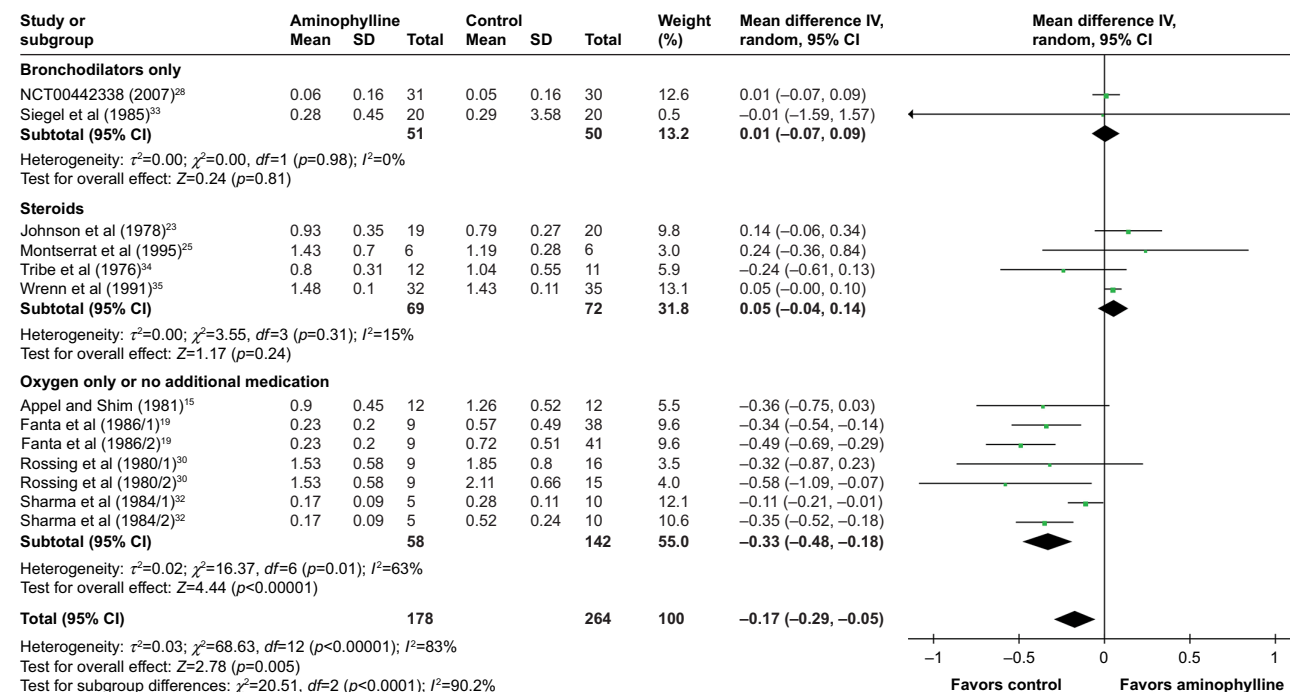 Study or Aminophylline Control Weight Mean difference IV, Mean difference IV,
subgroup Mean SD Total Mean SD Total (%) random, 95% CI random, 95% CI
Bronchodilators only
NCT00442338 (2007)²⁸ 0.06 0.16 31 0.05 0.16 30 12.6 0.01 (–0.07, 0.09)
Siegel et al (1985)³³ 0.28 0.45 20 0.29 3.58 20 0.5 –0.01 (–1.59, 1.57)
Subtotal (95% CI) 51 50 13.2 0.01 (–0.07, 0.09)
Heterogeneity: τ²=0.00; χ²=0.00, df=1 (p=0.98); I²=0%
Test for overall effect: Z=0.24 (p=0.81)
Steroids
Johnson et al (1978)²³ 0.93 0.35 19 0.79 0.27 20 9.8 0.14 (–0.06, 0.34)
Montserrat et al (1995)²⁵ 1.43 0.7 6 1.19 0.28 6 3.0 0.24 (–0.36, 0.84)
Tribe et al (1976)³⁴ 0.8 0.31 12 1.04 0.55 11 5.9 –0.24 (–0.61, 0.13)
Wrenn et al (1991)³⁵ 1.48 0.1 32 1.43 0.11 35 13.1 0.05 (–0.00, 0.10)
Subtotal (95% CI) 69 72 31.8 0.05 (–0.04, 0.14)
Heterogeneity: τ²=0.00; χ²=3.55, df=3 (p=0.31); I²=15%
Test for overall effect: Z=1.17 (p=0.24)
Oxygen only or no additional medication
Appel and Shim (1981)¹⁵ 0.9 0.45 12 1.26 0.52 12 5.5 –0.36 (–0.75, 0.03)
Fanta et al (1986/1)¹⁹ 0.23 0.2 9 0.57 0.49 38 9.6 –0.34 (–0.54, –0.14)
Fanta et al (1986/2)¹⁹ 0.23 0.2 9 0.72 0.51 41 9.6 –0.49 (–0.69, –0.29)
Rossing et al (1980/1)³⁰ 1.53 0.58 9 1.85 0.8 16 3.5 –0.32 (–0.87, 0.23)
Rossing et al (1980/2)³⁰ 1.53 0.58 9 2.11 0.66 15 4.0 –0.58 (–1.09, –0.07)
Sharma et al (1984/1)³² 0.17 0.09 5 0.28 0.11 10 12.1 –0.11 (–0.21, –0.01)
Sharma et al (1984/2)³² 0.17 0.09 5 0.52 0.24 10 10.6 –0.35 (–0.52, –0.18)
Subtotal (95% CI) 58 142 55.0 –0.33 (–0.48, –0.18)
Heterogeneity: τ²=0.02; χ²=16.37, df=6 (p=0.01); I²=63%
Test for overall effect: Z=4.44 (p<0.00001)
Total (95% CI) 178 264 100 –0.17 (–0.29, –0.05)
Heterogeneity: τ²=0.03; χ²=68.63, df=12 (p<0.00001); I²=83%
Test for overall effect: Z=2.78 (p=0.005)
Test for subgroup differences: χ²=20.51, df=2 (p<0.0001); I²=90.2%
–1 –0.5 0 0.5 1
Favors control Favors aminophylline